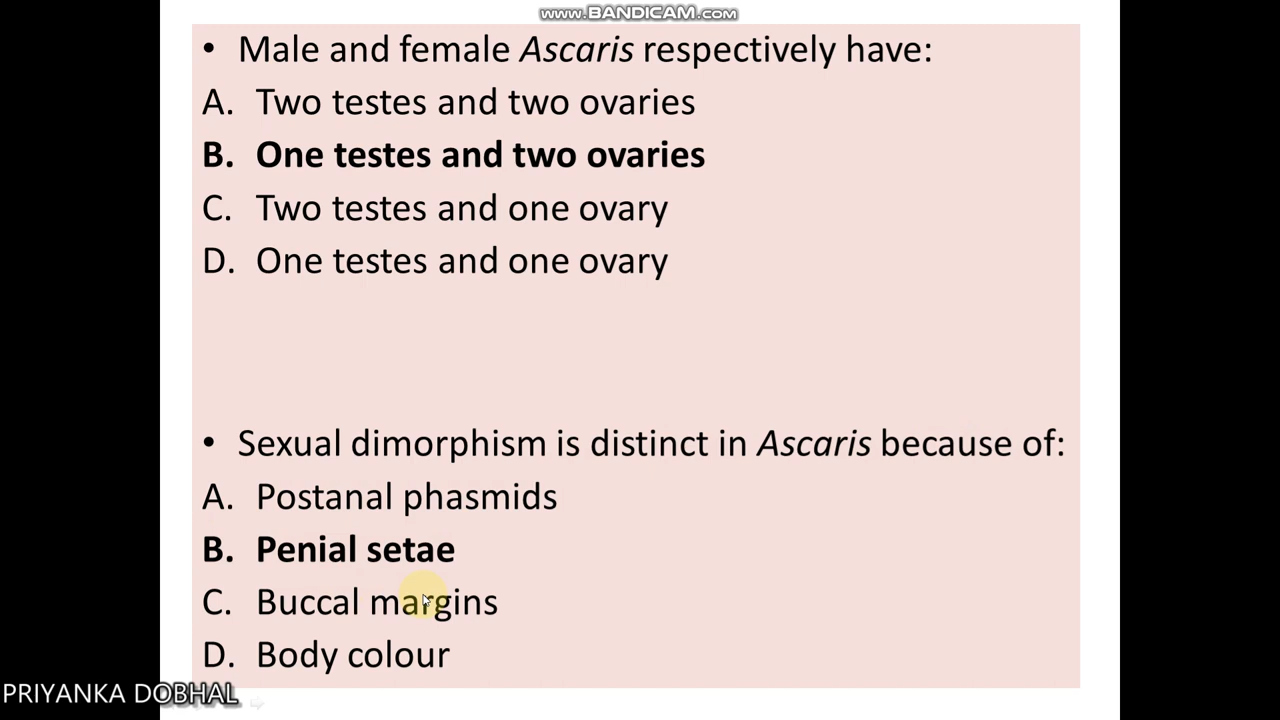 www.BANDICAM.com
• Male and female Ascaris respectively have:
A. Two testes and two ovaries
B. One testes and two ovaries
C. Two testes and one ovary
D. One testes and one ovary
• Sexual dimorphism is distinct in Ascaris because of:
A. Postanal phasmids
B. Penial setae
C. Buccal margins
D. Body colour
PRIYANKA DOBHAL